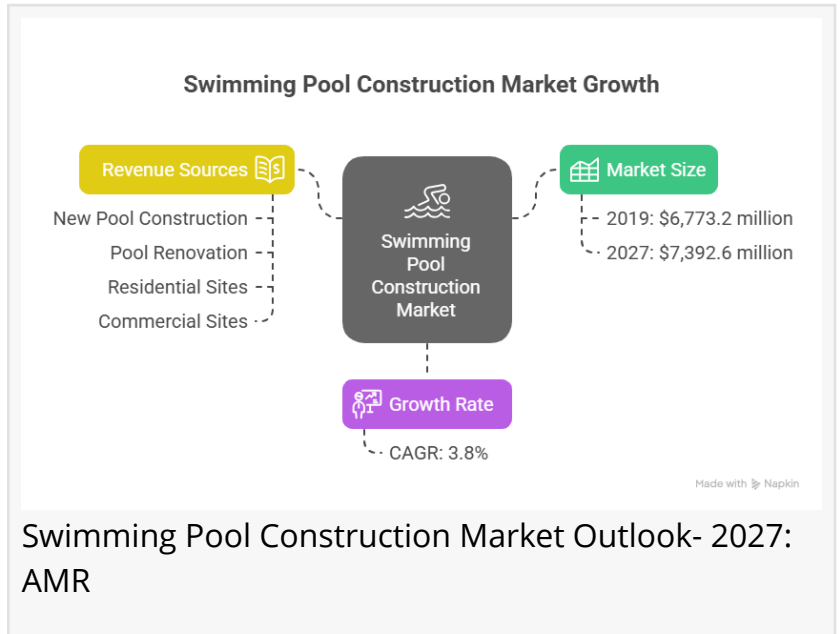 Swimming Pool Construction Market Growth
Revenue Sources
New Pool Construction
Pool Renovation
Residential Sites
Commercial Sites
Swimming
Pool
Construction
Market
Market Size
2019: $6,773.2 million
2027: $7,392.6 million
Growth Rate
CAGR: 3.8%
Made with Napkin
Swimming Pool Construction Market Outlook- 2027:
AMR